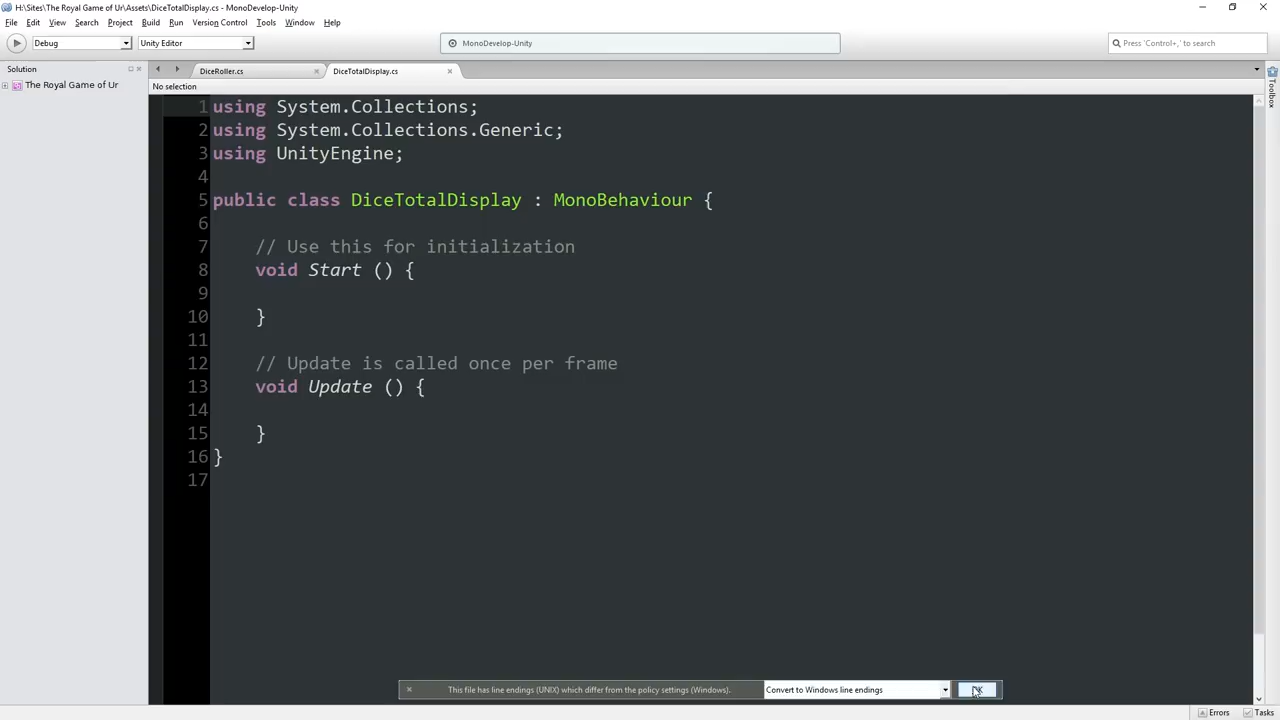 H:\Sites\The Royal Game of Ur\Assets\DiceTotalDisplay.cs - MonoDevelop-Unity
File Edit View Search Project Build Run Version Control Tools Window Help
Debug Unity Editor MonoDevelop-Unity Press 'Control+,' to search
Solution DiceRoller.cs DiceTotalDisplay.cs
The Royal Game of Ur No selection
Toolbox
1 using System.Collections;
2 using System.Collections.Generic;
3 using UnityEngine;
4
5 public class DiceTotalDisplay : MonoBehaviour {
6
7 // Use this for initialization
8 void Start () {
9
10 }
11
12 // Update is called once per frame
13 void Update () {
14
15 }
16 }
17
This file has line endings (UNIX) which differ from the policy settings (Windows). Convert to Windows line endings
Errors Tasks